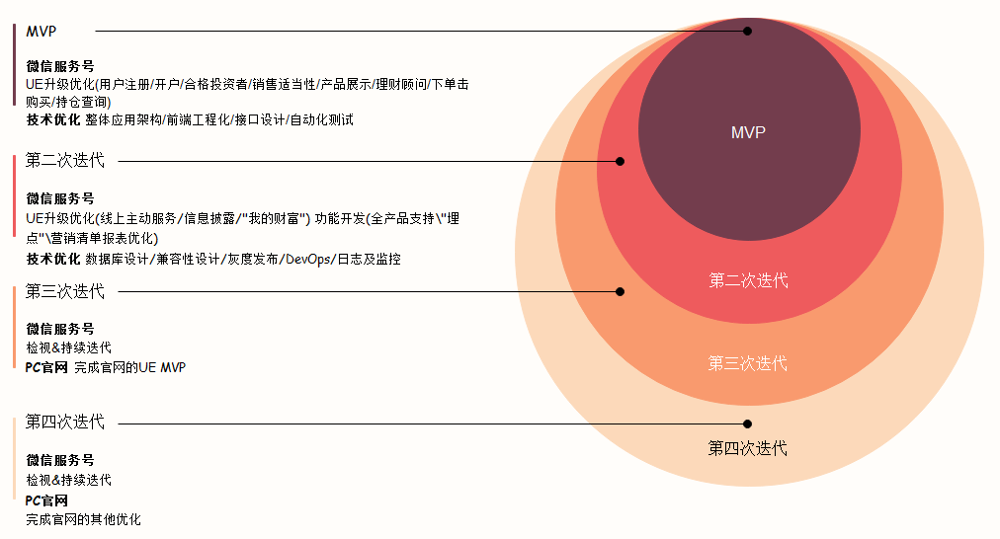 MVP
微信服务号
UE升级优化(用户注册/开户/合格投资者/销售适当性/产品展示/理财顾问/下单击
购买/持仓查询)
技术优化 整体应用架构/前端工程化/接口设计/自动化测试
第二次迭代
微信服务号
UE升级优化(线上主动服务/信息披露/"我的财富") 功能开发(全产品支持\"埋
点"\营销清单报表优化)
技术优化 数据库设计/兼容性设计/灰度发布/DevOps/日志及监控
第三次迭代
微信服务号
检视&持续迭代
PC官网 完成官网的UE MVP
第四次迭代
微信服务号
检视&持续迭代
PC官网
完成官网的其他优化
MVP
第二次迭代
第三次迭代
第四次迭代